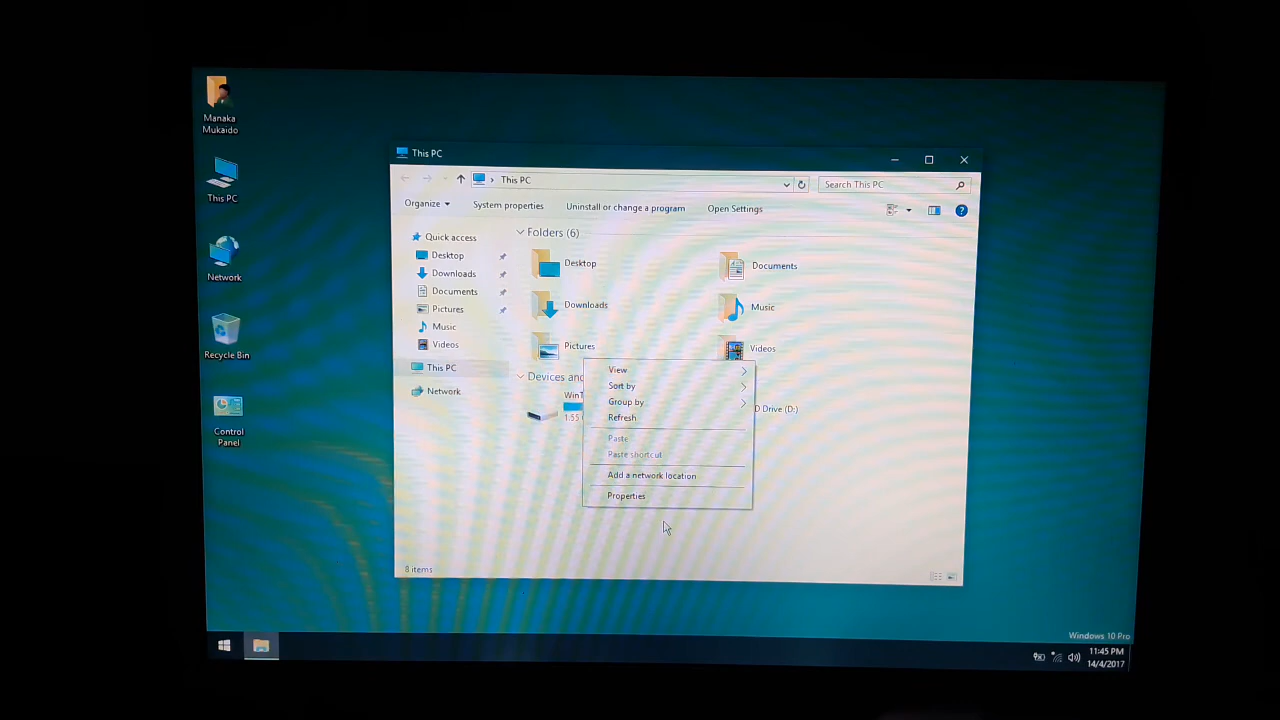 Manaka
Mukaido
This PC
Network
Recycle Bin
Control
Panel
This PC
This PC
Search This PC
Organize
System properties
Uninstall or change a program
Open Settings
Quick access
Desktop
Downloads
Documents
Pictures
Music
Videos
This PC
Network
Folders (6)
Desktop
Documents
Downloads
Music
Pictures
Videos
Devices and
1.55
D Drive (D:)
View
Sort by
Group by
Refresh
Paste
Paste shortcut
Add a network location
Properties
8 items
Windows 10 Pro
11:45 PM
14/4/2017